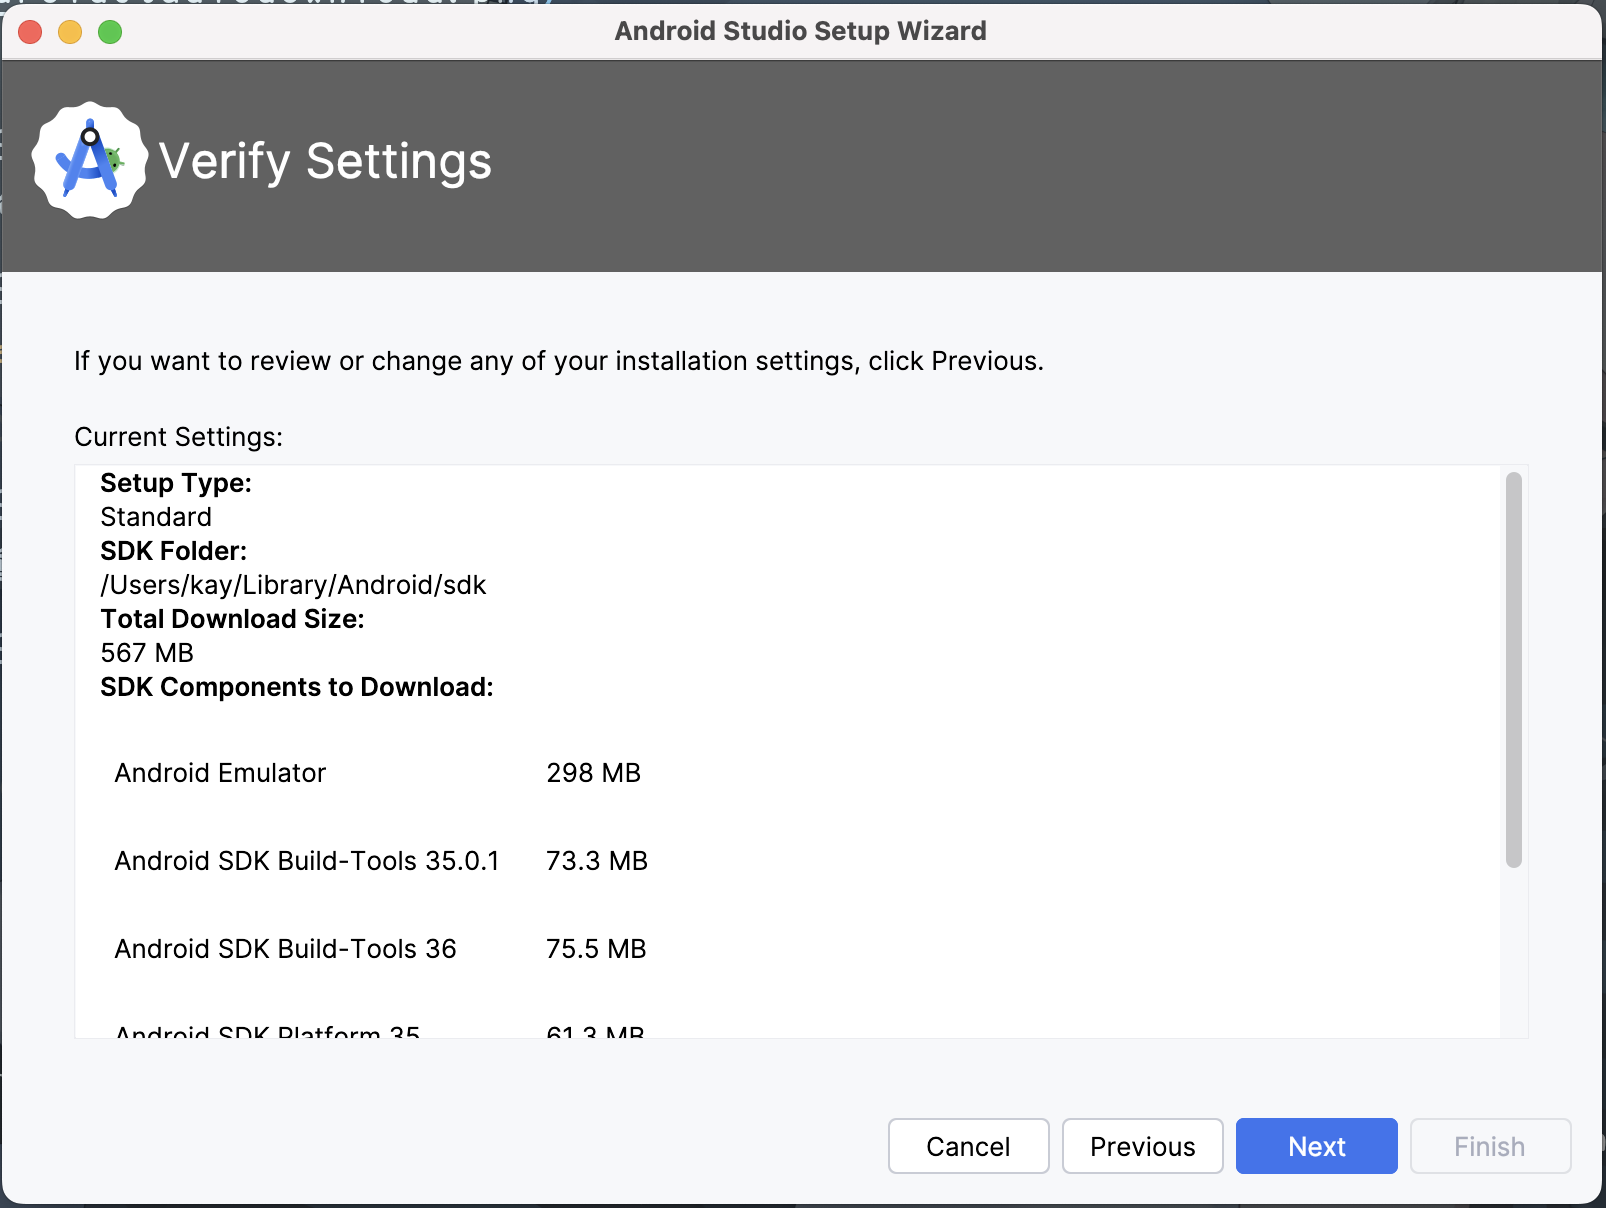 Android Studio Setup Wizard
Verify Settings
If you want to review or change any of your installation settings, click Previous.
Current Settings:
Setup Type:
Standard
SDK Folder:
/Users/kay/Library/Android/sdk
Total Download Size:
567 MB
SDK Components to Download:
Android Emulator 298 MB
Android SDK Build-Tools 35.0.1 73.3 MB
Android SDK Build-Tools 36 75.5 MB
Android SDK Platform 35 61.3 MB
Cancel Previous Next Finish